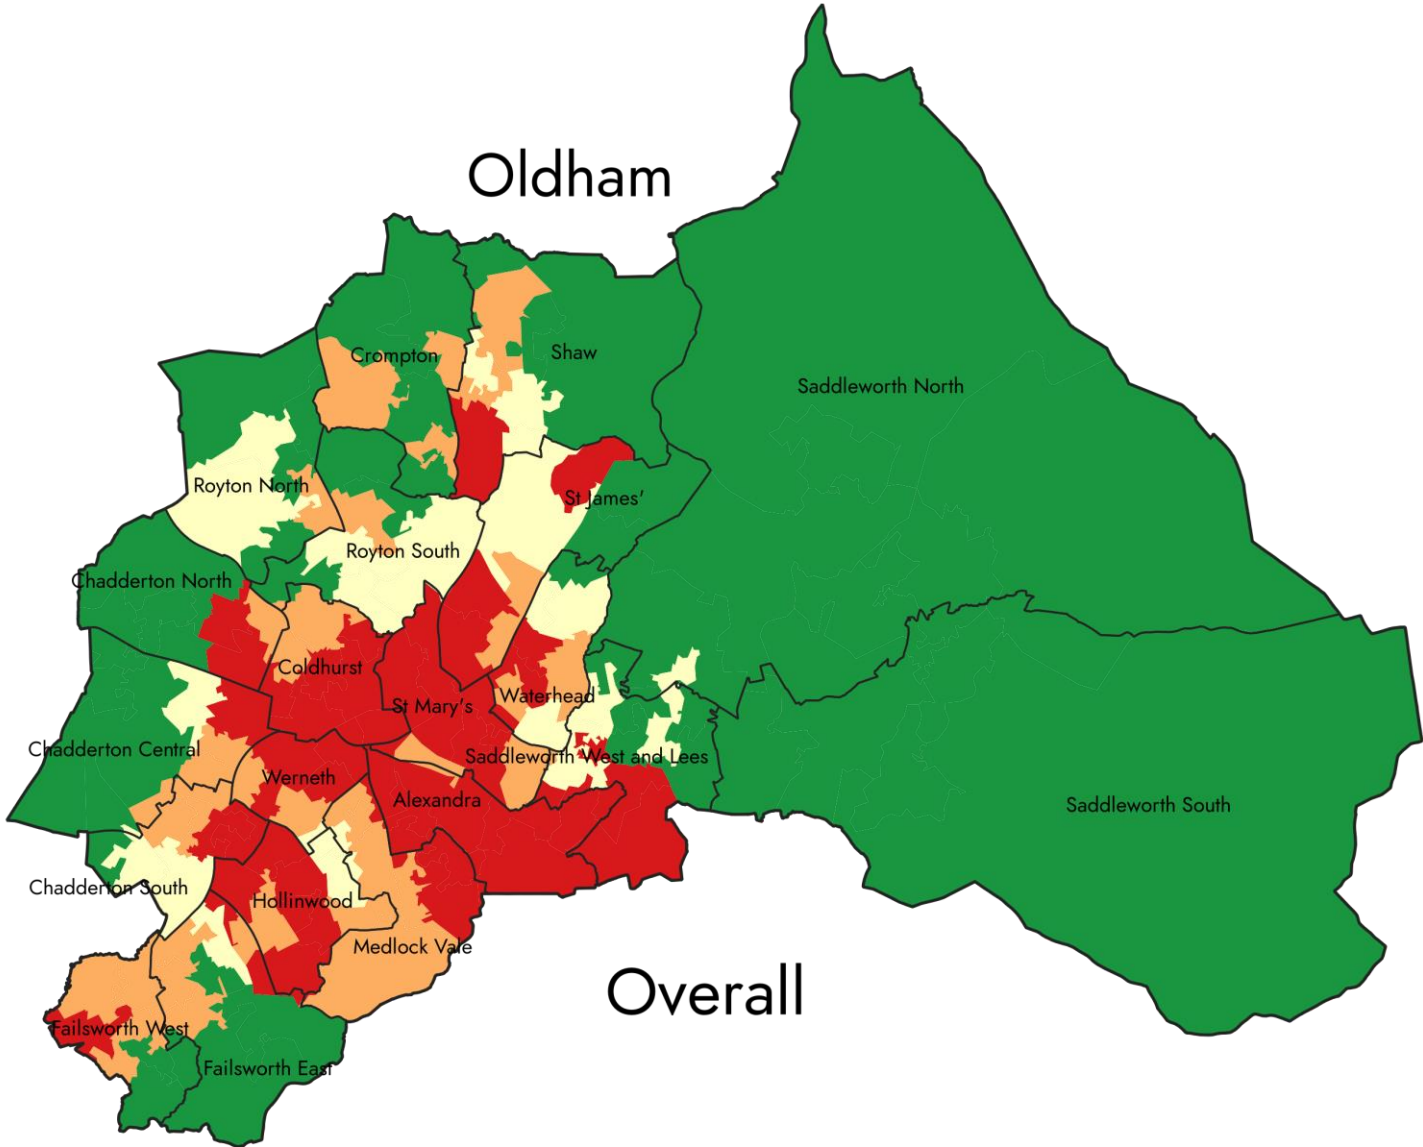 Oldham
Crompton
Shaw
Saddleworth North
Royton North
St James'
Royton South
Chadderton North
Coldhurst
Waterhead
St Mary's
Chadderton Central
Saddleworth West and Lees
Werneth
Alexandra
Saddleworth South
Chadderton South
Hollinwood
Medlock Vale
Overall
Failsworth West
Failsworth East